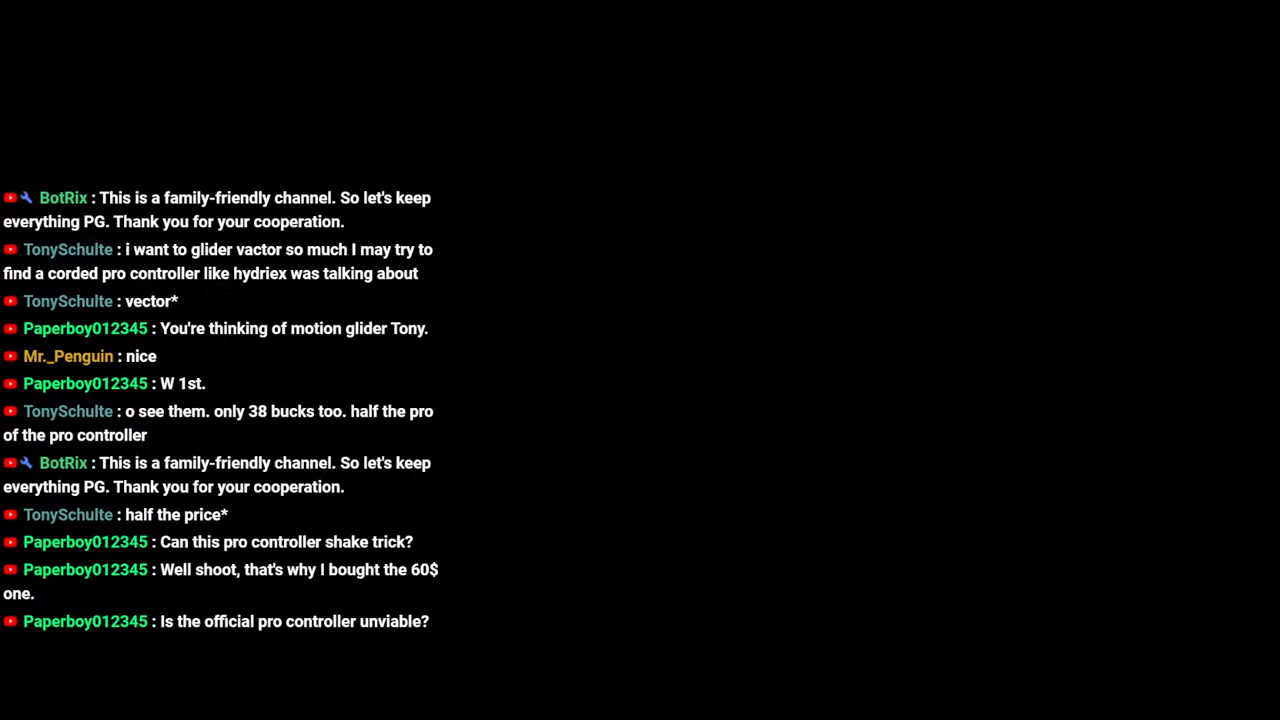 BotRix : This is a family-friendly channel. So let's keep
everything PG. Thank you for your cooperation.
TonySchulte : i want to glider vactor so much I may try to
find a corded pro controller like hydriex was talking about
TonySchulte : vector*
Paperboy012345 : You're thinking of motion glider Tony.
Mr._Penguin : nice
Paperboy012345 : W 1st.
TonySchulte : o see them. only 38 bucks too. half the pro
of the pro controller
BotRix : This is a family-friendly channel. So let's keep
everything PG. Thank you for your cooperation.
TonySchulte : half the price*
Paperboy012345 : Can this pro controller shake trick?
Paperboy012345 : Well shoot, that's why I bought the 60$
one.
Paperboy012345 : Is the official pro controller unviable?